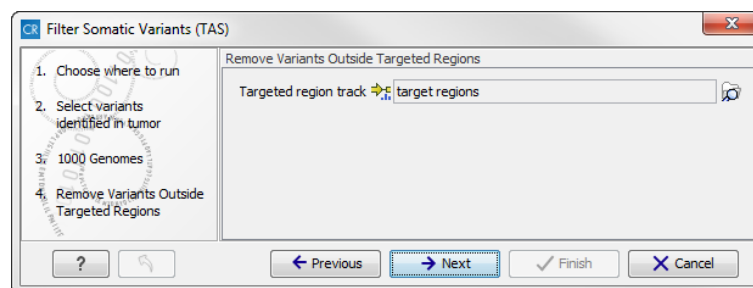 CR Filter Somatic Variants (TAS)
X
1. Choose where to run
2. Select variants
identified in tumor
3. 1000 Genomes
4. Remove Variants Outside
Targeted Regions
Remove Variants Outside Targeted Regions
Targeted region track target regions
? Previous Next Finish Cancel